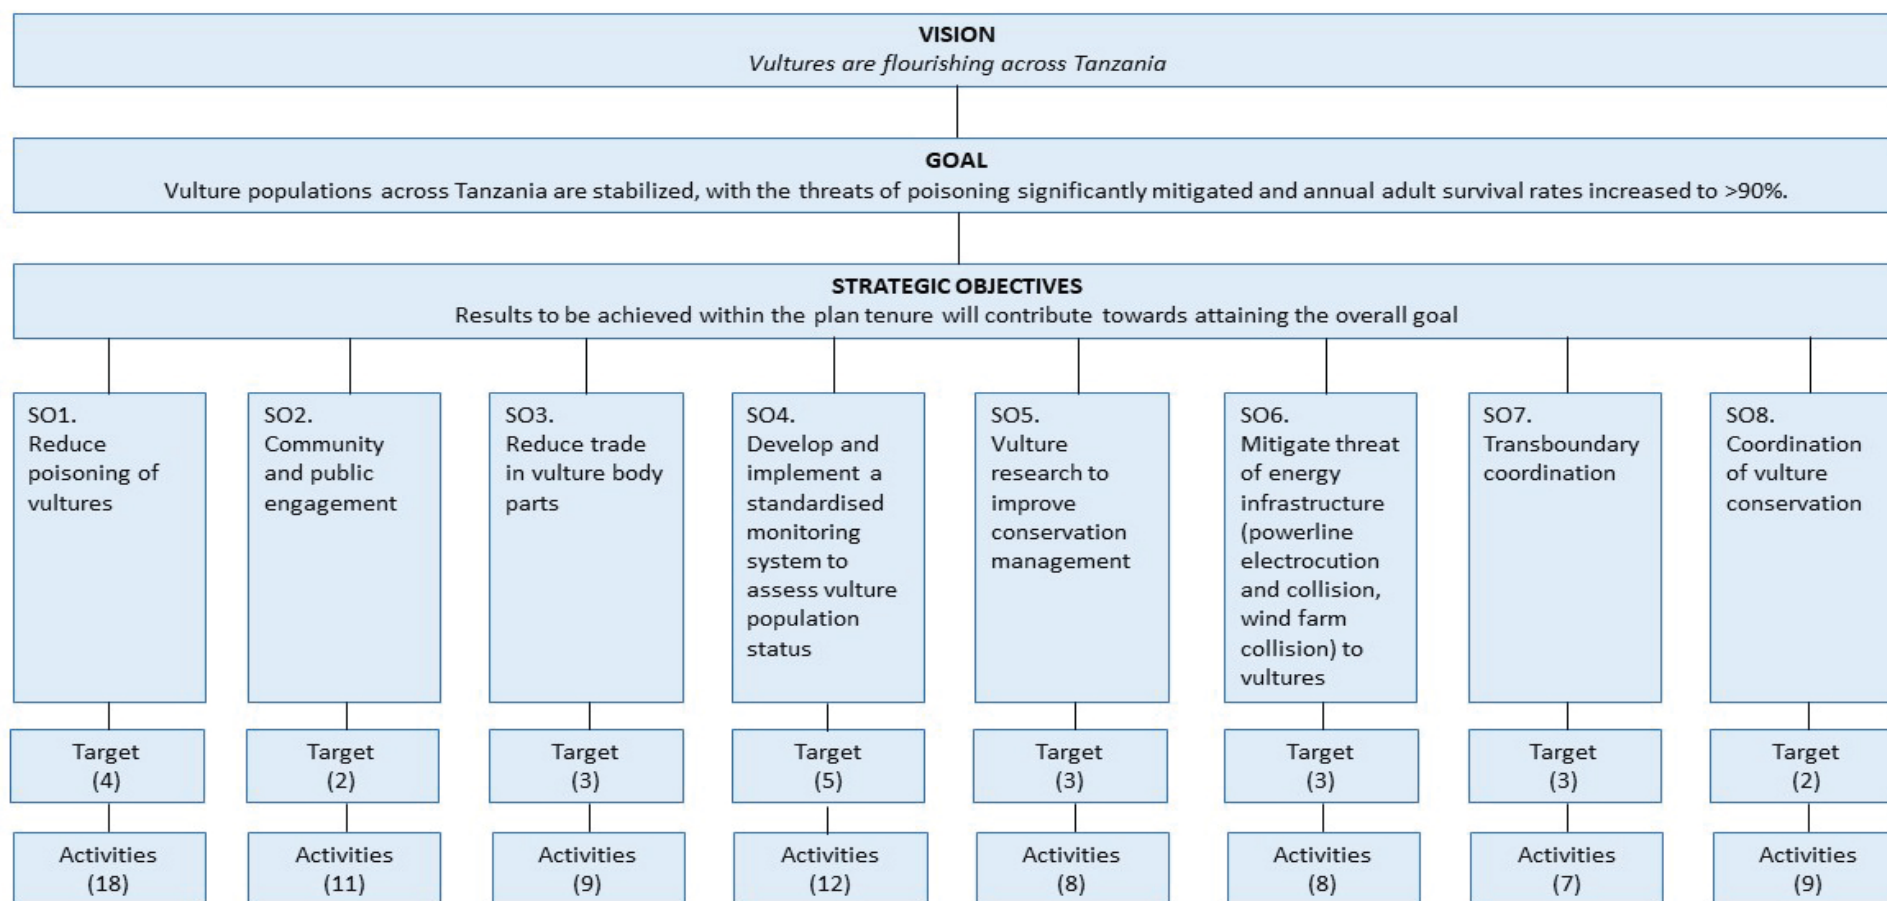 VISION
Vultures are flourishing across Tanzania
GOAL
Vulture populations across Tanzania are stabilized, with the threats of poisoning significantly mitigated and annual adult survival rates increased to >90%.
STRATEGIC OBJECTIVES
Results to be achieved within the plan tenure will contribute towards attaining the overall goal
SO1.
Reduce
poisoning of
vultures
SO2.
Community
and public
engagement
SO3.
Reduce trade
in vulture body
parts
SO4.
Develop and
implement a
standardised
monitoring
system to
assess vulture
population
status
SO5.
Vulture
research to
improve
conservation
management
SO6.
Mitigate threat
of energy
infrastructure
(powerline
electrocution
and collision,
wind farm
collision) to
vultures
SO7.
Transboundary
coordination
SO8.
Coordination
of vulture
conservation
Target
(4)
Target
(2)
Target
(3)
Target
(5)
Target
(3)
Target
(3)
Target
(3)
Target
(2)
Activities
(18)
Activities
(11)
Activities
(9)
Activities
(12)
Activities
(8)
Activities
(8)
Activities
(7)
Activities
(9)